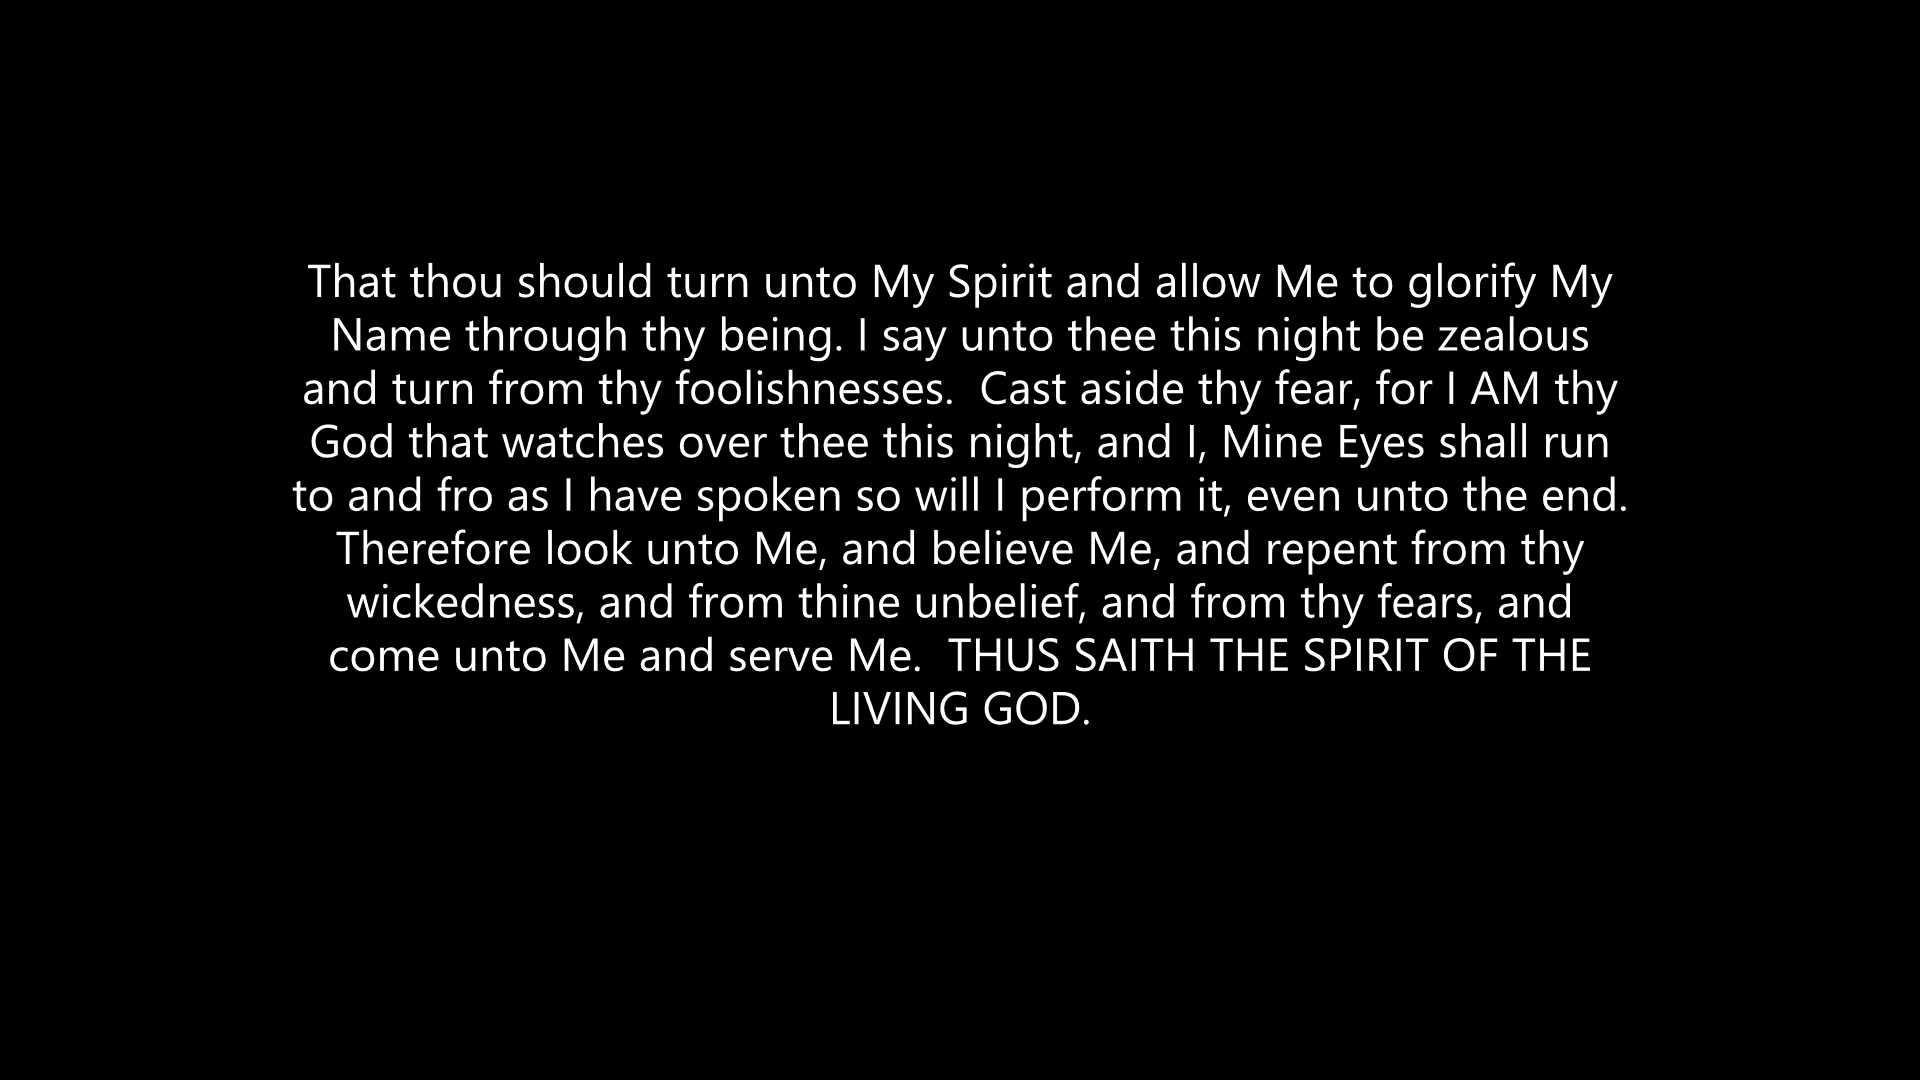 That thou should turn unto My Spirit and allow Me to glorify My
Name through thy being. I say unto thee this night be zealous
and turn from thy foolishnesses.  Cast aside thy fear, for I AM thy
God that watches over thee this night, and I, Mine Eyes shall run
to and fro as I have spoken so will I perform it, even unto the end.
Therefore look unto Me, and believe Me, and repent from thy
wickedness, and from thine unbelief, and from thy fears, and
come unto Me and serve Me.  THUS SAITH THE SPIRIT OF THE
LIVING GOD.